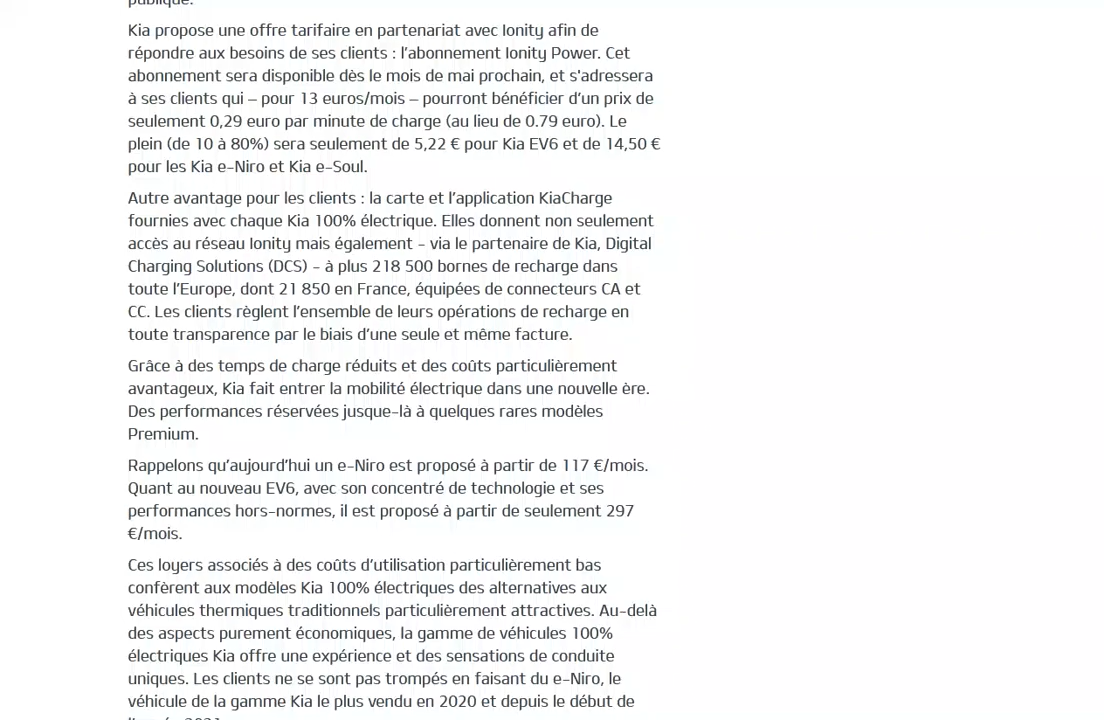 publique.
Kia propose une offre tarifaire en partenariat avec Ionity afin de
répondre aux besoins de ses clients : l’abonnement Ionity Power. Cet
abonnement sera disponible dès le mois de mai prochain, et s'adressera
à ses clients qui – pour 13 euros/mois – pourront bénéficier d’un prix de
seulement 0,29 euro par minute de charge (au lieu de 0.79 euro). Le
plein (de 10 à 80%) sera seulement de 5,22 € pour Kia EV6 et de 14,50 €
pour les Kia e-Niro et Kia e-Soul.
Autre avantage pour les clients : la carte et l’application KiaCharge
fournies avec chaque Kia 100% électrique. Elles donnent non seulement
accès au réseau Ionity mais également - via le partenaire de Kia, Digital
Charging Solutions (DCS) - à plus 218 500 bornes de recharge dans
toute l’Europe, dont 21 850 en France, équipées de connecteurs CA et
CC. Les clients règlent l’ensemble de leurs opérations de recharge en
toute transparence par le biais d’une seule et même facture.
Grâce à des temps de charge réduits et des coûts particulièrement
avantageux, Kia fait entrer la mobilité électrique dans une nouvelle ère.
Des performances réservées jusque-là à quelques rares modèles
Premium.
Rappelons qu’aujourd’hui un e-Niro est proposé à partir de 117 €/mois.
Quant au nouveau EV6, avec son concentré de technologie et ses
performances hors-normes, il est proposé à partir de seulement 297
€/mois.
Ces loyers associés à des coûts d’utilisation particulièrement bas
confèrent aux modèles Kia 100% électriques des alternatives aux
véhicules thermiques traditionnels particulièrement attractives. Au-delà
des aspects purement économiques, la gamme de véhicules 100%
électriques Kia offre une expérience et des sensations de conduite
uniques. Les clients ne se sont pas trompés en faisant du e-Niro, le
véhicule de la gamme Kia le plus vendu en 2020 et depuis le début de
l’année 2021.